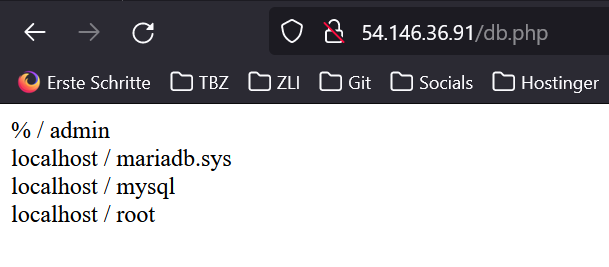 54.146.36.91/db.php
Erste Schritte TBZ ZLI Git Socials Hostinger
% / admin
localhost / mariadb.sys
localhost / mysql
localhost / root